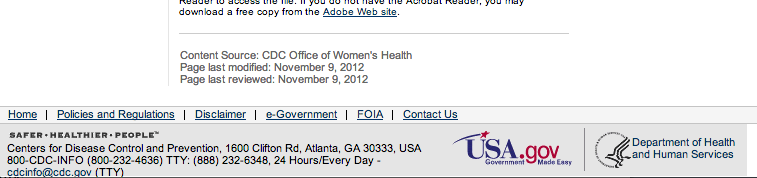 Reader to access the file. If you do not have the Acrobat Reader, you may
download a free copy from the Adobe Web site.
Content Source: CDC Office of Women's Health
Page last modified: November 9, 2012
Page last reviewed: November 9, 2012
Home | Policies and Regulations | Disclaimer | e-Government | FOIA | Contact Us
SAFER·HEALTHIER·PEOPLE™
Centers for Disease Control and Prevention, 1600 Clifton Rd, Atlanta, GA 30333, USA
800-CDC-INFO (800-232-4636) TTY: (888) 232-6348, 24 Hours/Every Day -
cdcinfo@cdc.gov (TTY)
USA.gov
Government Made Easy
Department of Health
and Human Services